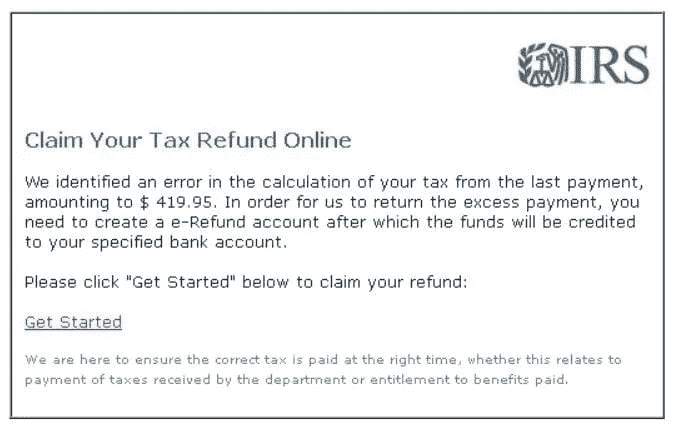 IRS
Claim Your Tax Refund Online
We identified an error in the calculation of your tax from the last payment,
amounting to $ 419.95. In order for us to return the excess payment, you
need to create a e-Refund account after which the funds will be credited
to your specified bank account.
Please click "Get Started" below to claim your refund:
Get Started
We are here to ensure the correct tax is paid at the right time, whether this relates to
payment of taxes received by the department or entitlement to benefits paid.